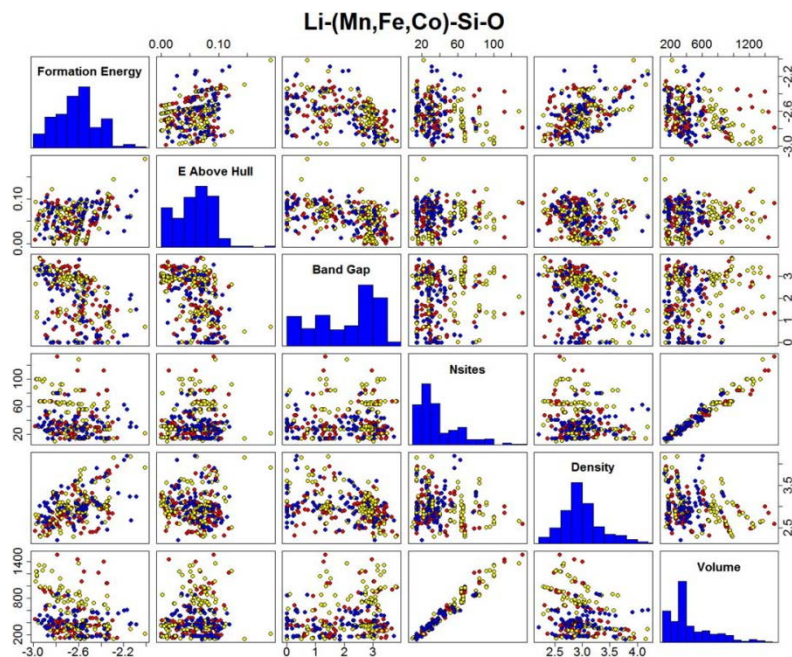 Li-(Mn,Fe,Co)-Si-O
0.00 0.10
20 60 100
200 600 1200
Formation Energy
-3.0 -2.6 -2.2
E Above Hull
0.00 0.10
Band Gap
0 1 2 3
Nsites
20 60 100
Density
2.5 3.5
Volume
200 800 1400
-3.0 -2.6 -2.2
0 1 2 3
2.5 3.0 3.5 4.0